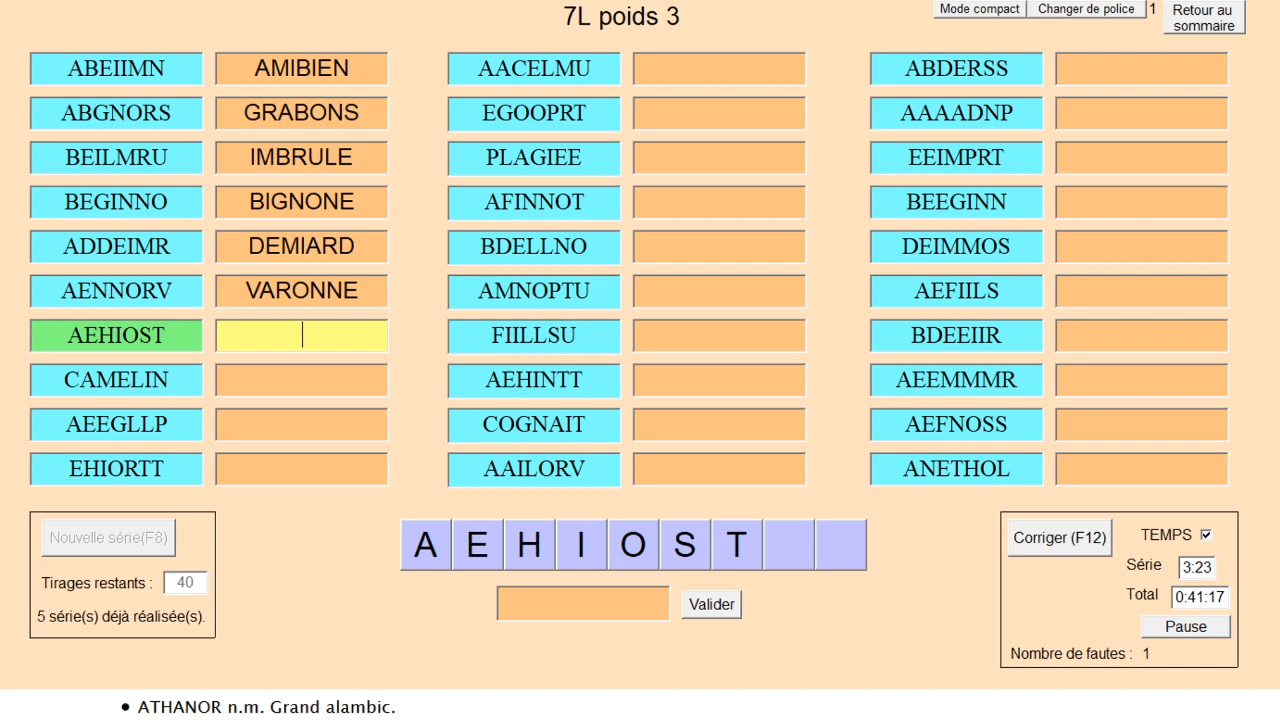 7L poids 3
Mode compact Changer de police 1 Retour au sommaire
ABEIIMN AMIBIEN AACELMU ABDERSS
ABGNORS GRABONS EGOOPRT AAAADNP
BEILMRU IMBRULE PLAGIEE EEIMPRT
BEGINNO BIGNONE AFINNOT BEEGINN
ADDEIMR DEMIARD BDELLNO DEIMMOS
AENNORV VARONNE AMNOPTU AEFIILS
AEHIOST FIILLSU BDEEIIR
CAMELIN AEHINTT AEEMMMR
AEEGLLP COGNAIT AEFNOSS
EHIORTT AAILORV ANETHOL
Nouvelle série(F8)
Tirages restants : 40
5 série(s) déjà réalisée(s).
A E H I O S T
Valider
Corriger (F12) TEMPS
Série 3:23
Total 0:41:17
Pause
Nombre de fautes : 1
• ATHANOR n.m. Grand alambic.